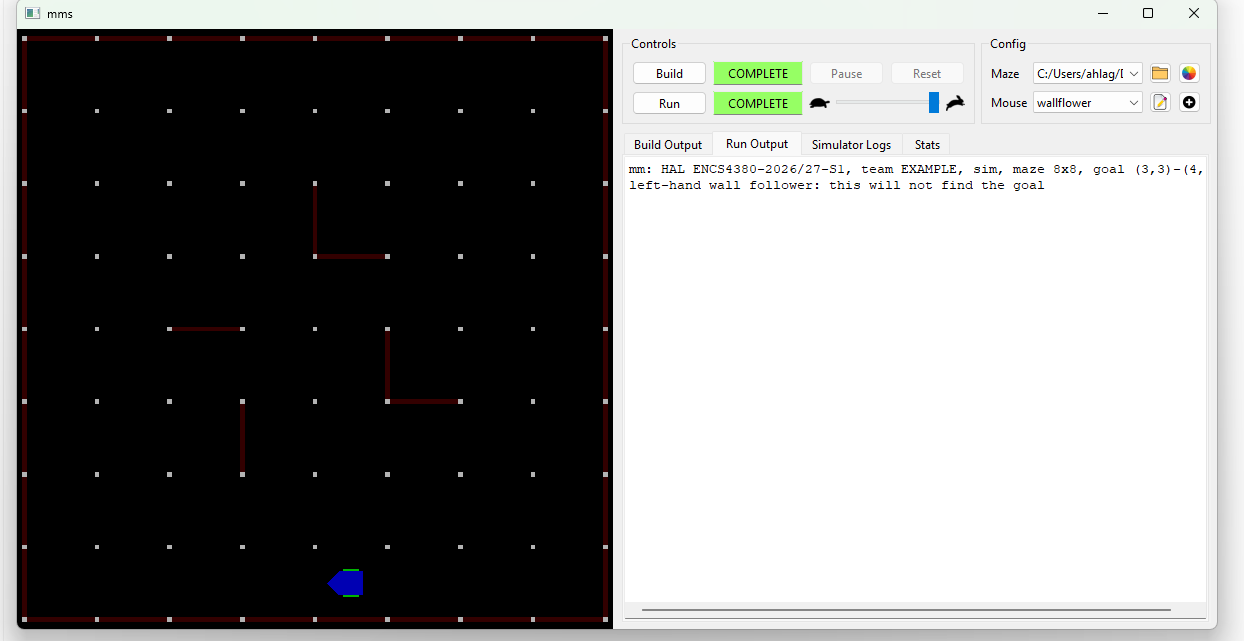 mms
Controls
Config
Build
COMPLETE
Pause
Reset
Maze
C:/Users/ahlag/
Run
COMPLETE
Mouse
wallflower
Build Output
Run Output
Simulator Logs
Stats
mm: HAL ENCS4380-2026/27-S1, team EXAMPLE, sim, maze 8x8, goal (3,3)-(4,
left-hand wall follower: this will not find the goal